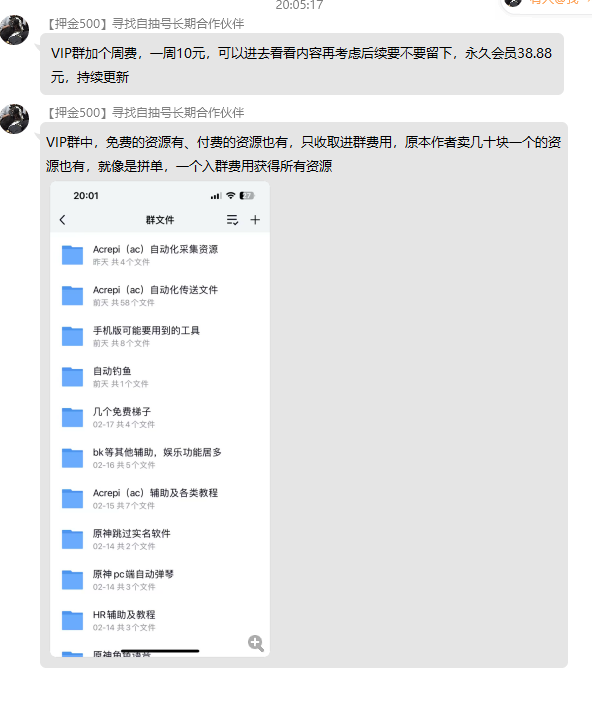 20:05:17
【押金500】寻找自抽号长期合作伙伴
VIP群加个周费，一周10元，可以进去看看内容再考虑后续要不要留下，永久会员38.88
元，持续更新
【押金500】寻找自抽号长期合作伙伴
VIP群中，免费的资源有、付费的资源也有，只收取进群费用，原本作者卖几十块一个的资
源也有，就像是拼单，一个入群费用获得所有资源
20:01
27
群文件
Acrepi（ac）自动化采集资源
昨天 共4个文件
Acrepi（ac）自动化传送文件
前天 共58个文件
手机版可能要用到的工具
前天 共8个文件
自动钓鱼
前天 共1个文件
几个免费梯子
02-17 共4个文件
bk等其他辅助，娱乐功能居多
02-16 共5个文件
Acrepi（ac）辅助及各类教程
02-15 共7个文件
原神跳过实名软件
02-14 共2个文件
原神pc端自动弹琴
02-14 共3个文件
HR辅助及教程
02-14 共3个文件